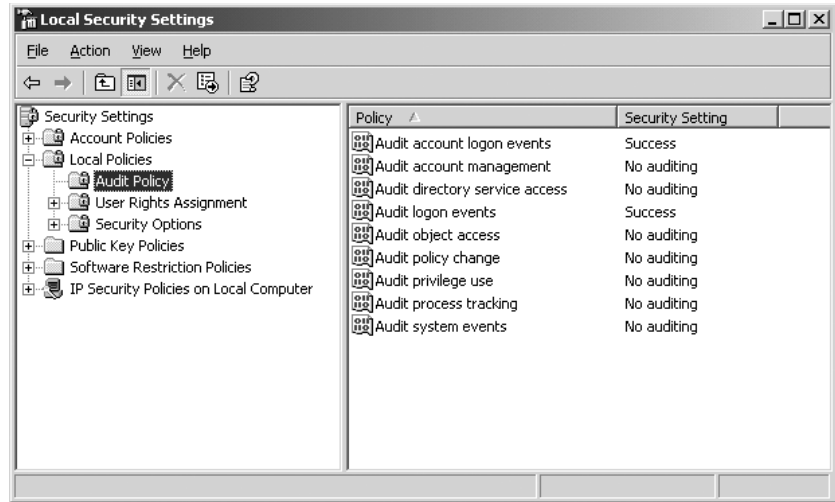 Local Security Settings
File Action View Help
Security Settings
Account Policies
Local Policies
Audit Policy
User Rights Assignment
Security Options
Public Key Policies
Software Restriction Policies
IP Security Policies on Local Computer
Policy Security Setting
Audit account logon events Success
Audit account management No auditing
Audit directory service access No auditing
Audit logon events Success
Audit object access No auditing
Audit policy change No auditing
Audit privilege use No auditing
Audit process tracking No auditing
Audit system events No auditing